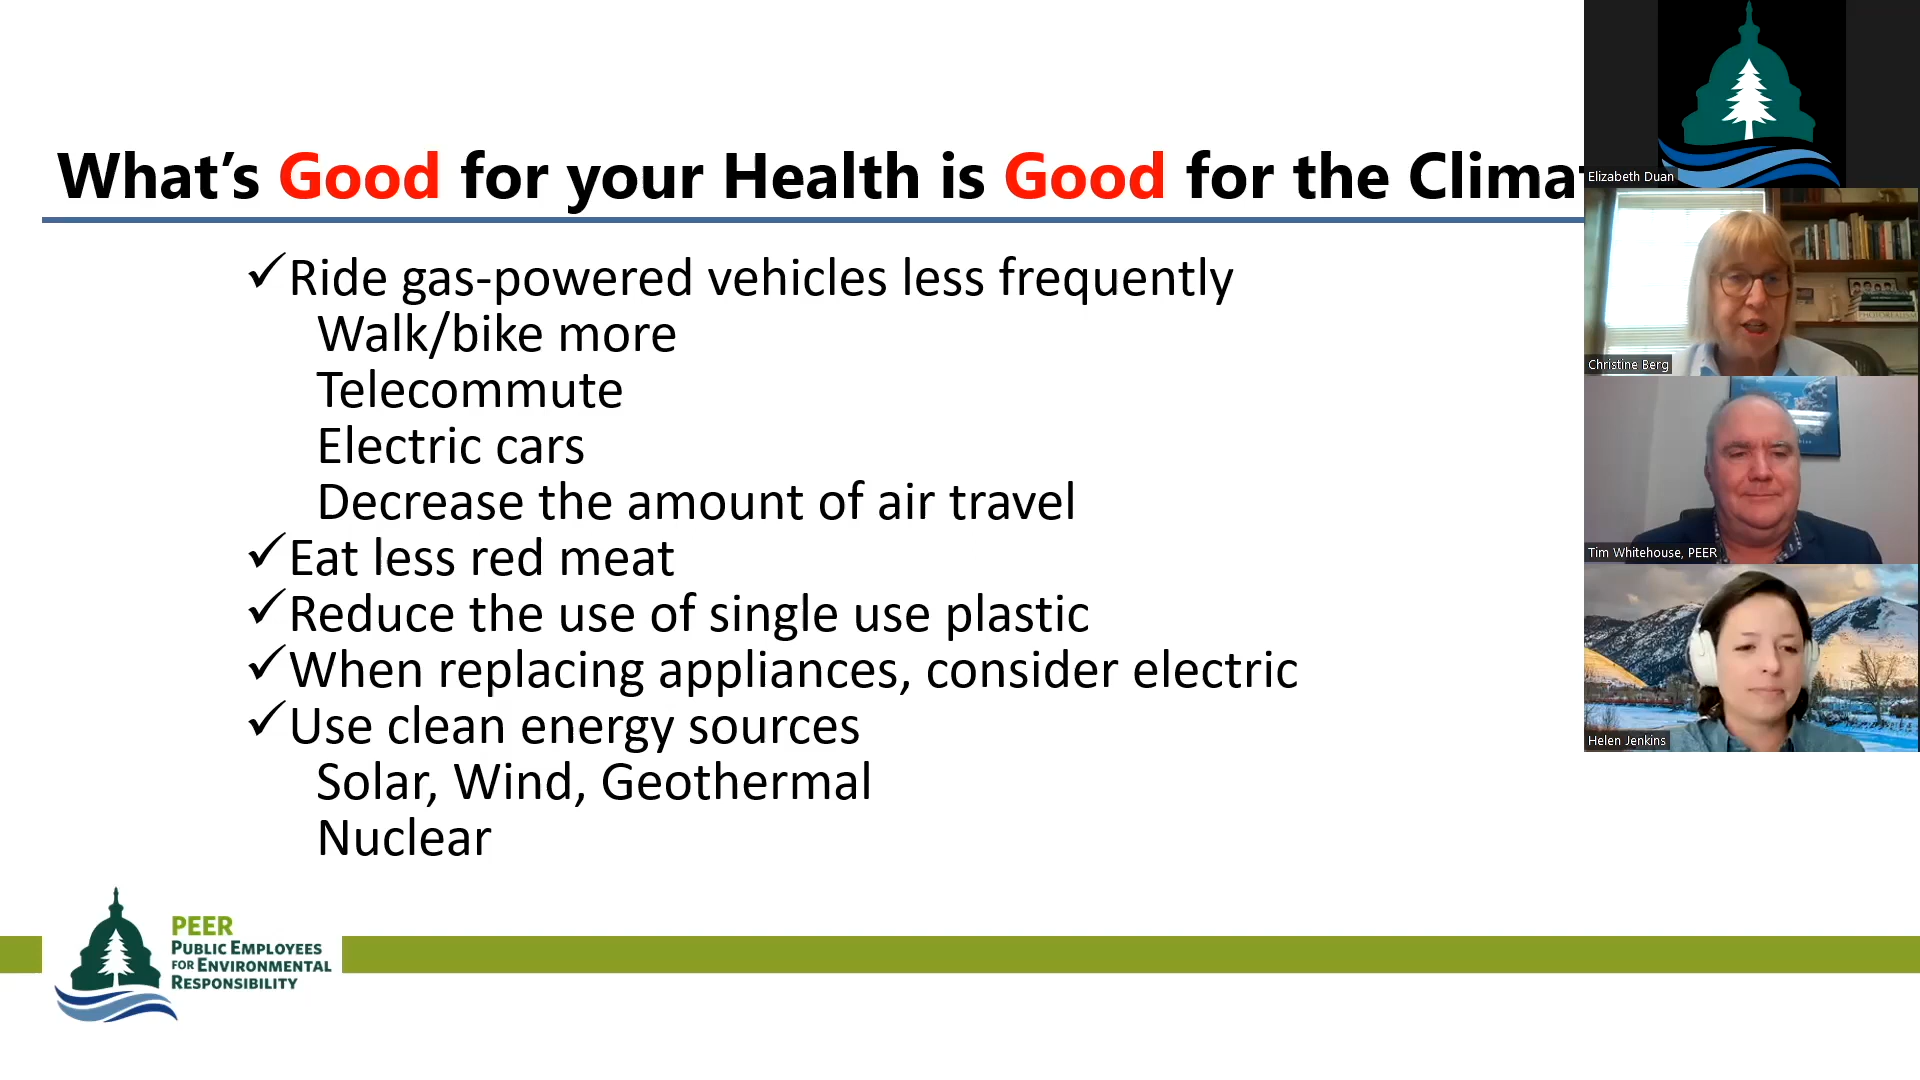 What's Good for your Health is Good for the Climat
✓Ride gas-powered vehicles less frequently
Walk/bike more
Telecommute
Electric cars
Decrease the amount of air travel
✓Eat less red meat
✓Reduce the use of single use plastic
✓When replacing appliances, consider electric
✓Use clean energy sources
Solar, Wind, Geothermal
Nuclear
PEER
PUBLIC EMPLOYEES
FOR ENVIRONMENTAL
RESPONSIBILITY
Elizabeth Duan
Christine Berg
Tim Whitehouse, PEER
Helen Jenkins